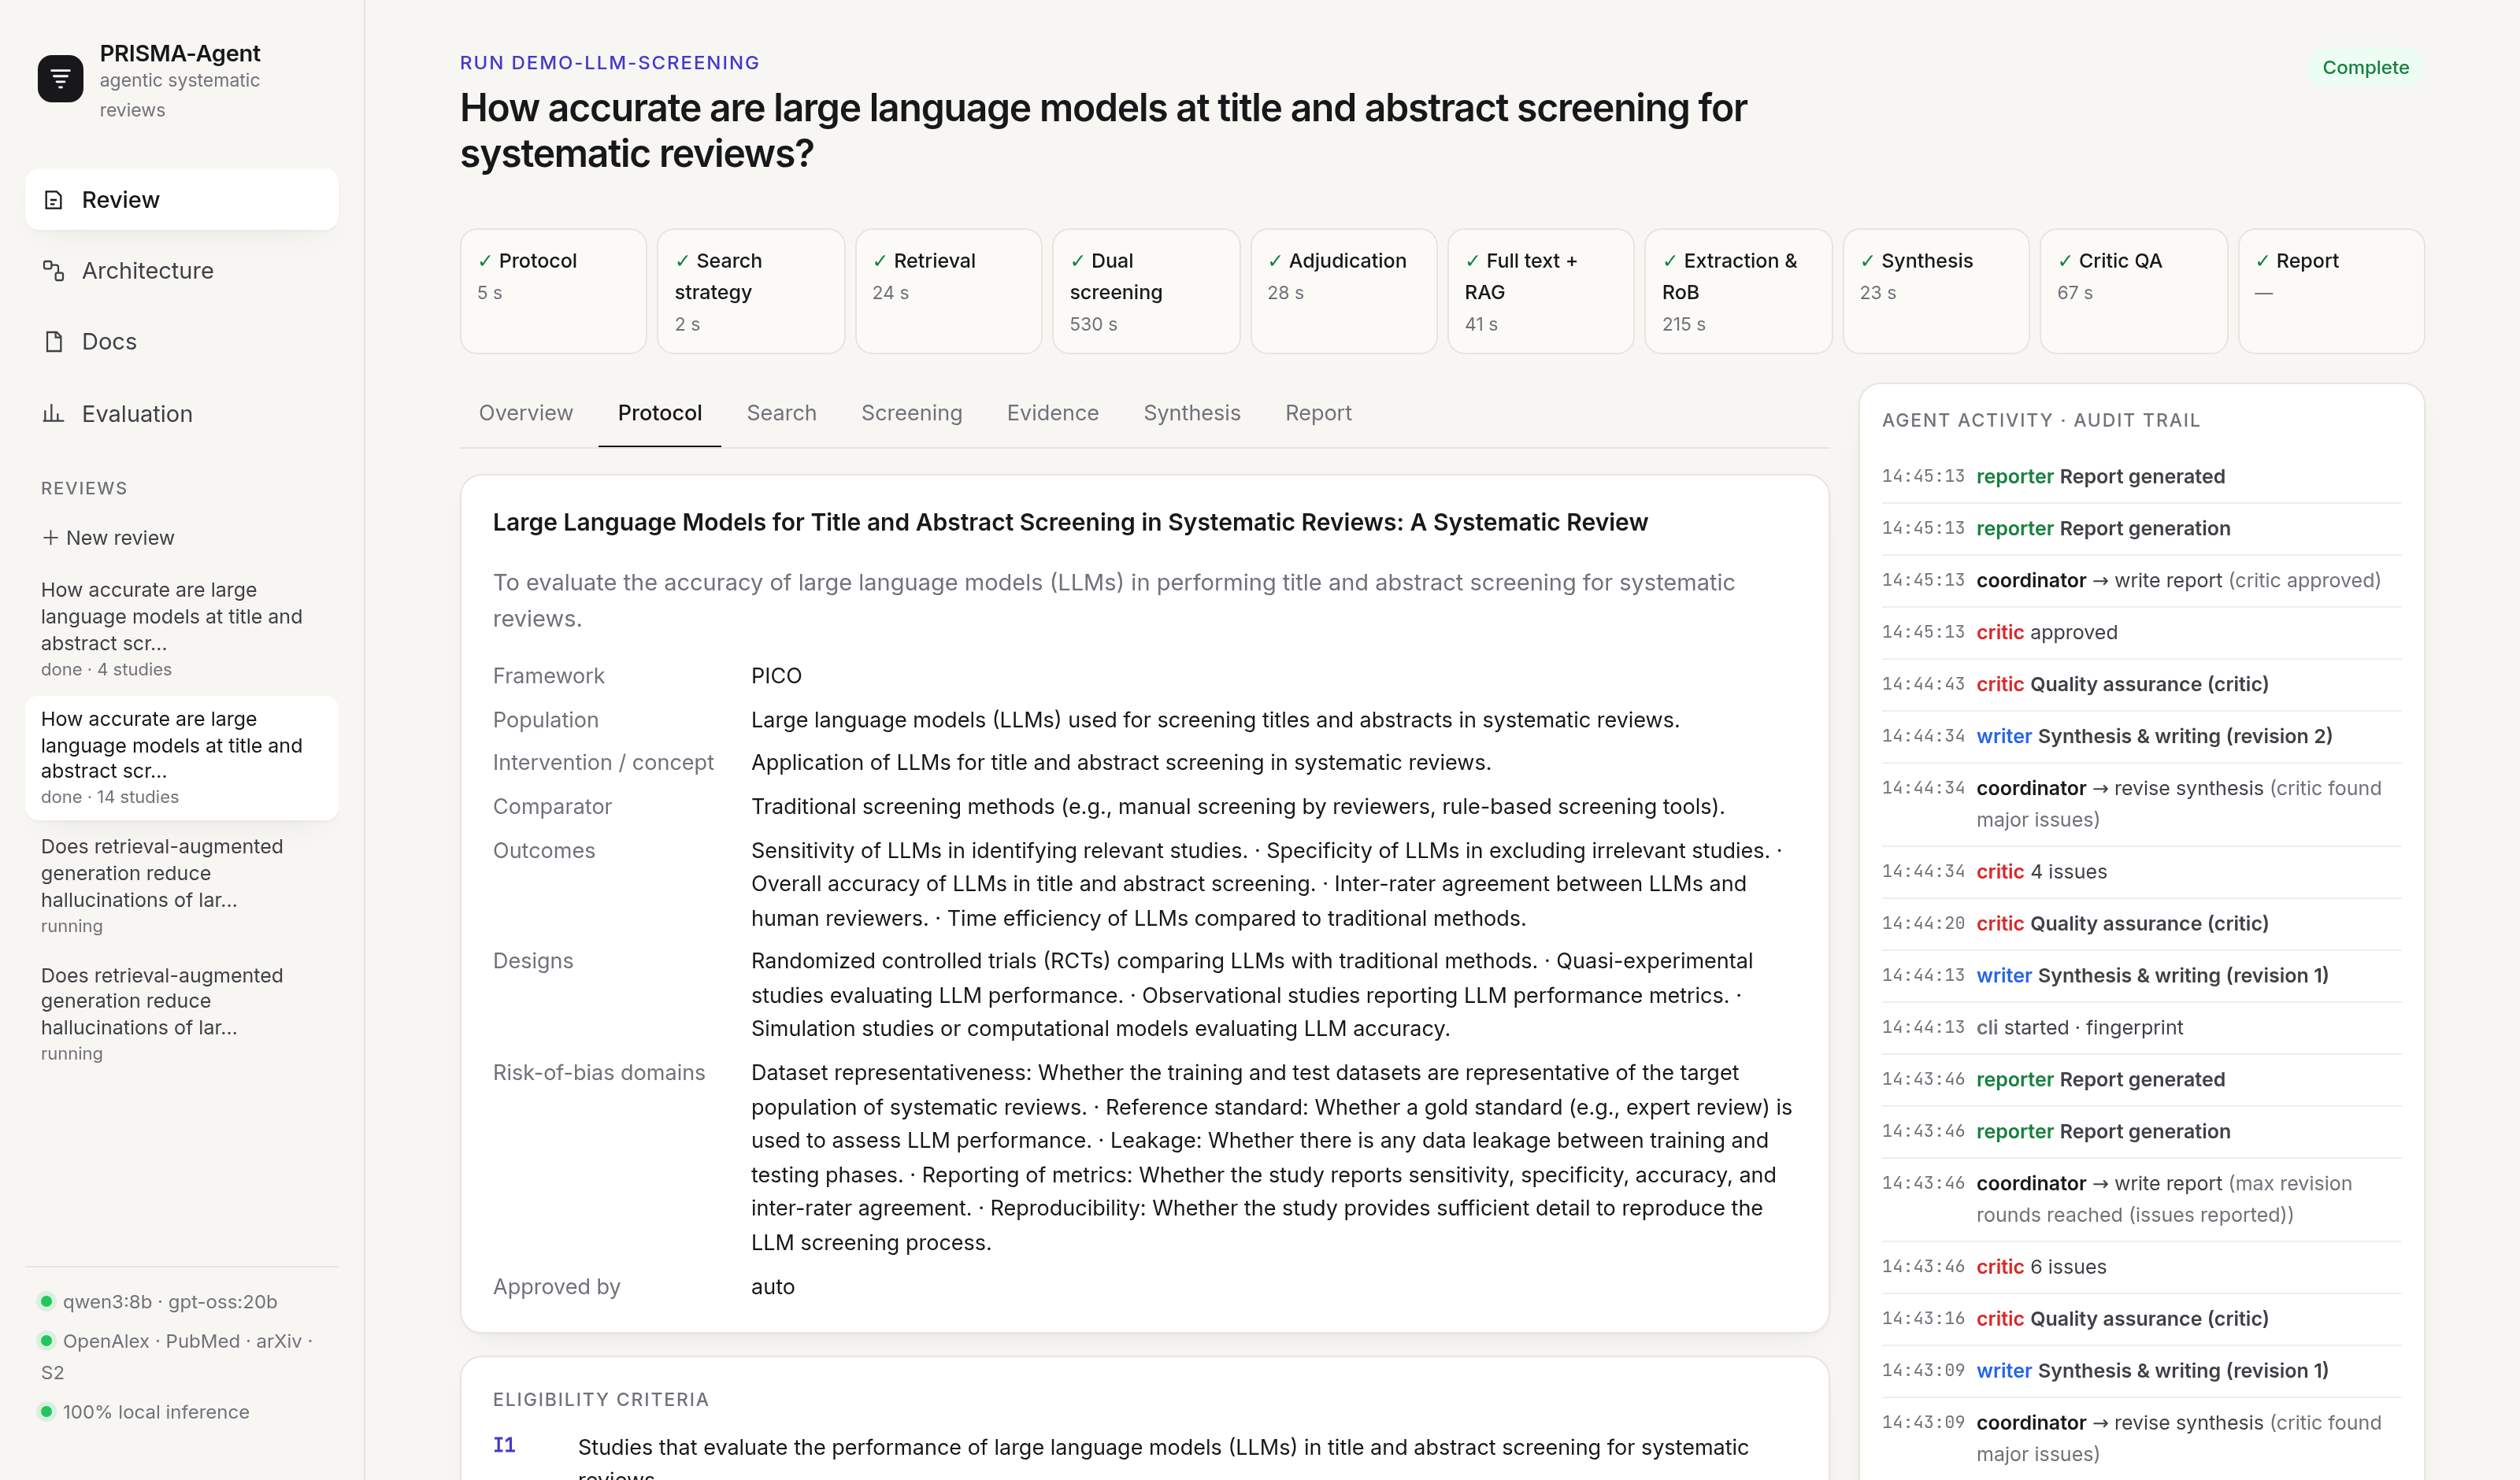 PRISMA-Agent
agentic systematic
reviews
Review
Architecture
Docs
Evaluation
REVIEWS
+ New review
How accurate are large
language models at title and
abstract scr...
done · 4 studies
How accurate are large
language models at title and
abstract scr...
done · 14 studies
Does retrieval-augmented
generation reduce
hallucinations of lar...
running
Does retrieval-augmented
generation reduce
hallucinations of lar...
running
qwen3:8b · gpt-oss:20b
OpenAlex · PubMed · arXiv ·
S2
100% local inference
RUN DEMO-LLM-SCREENING
Complete
How accurate are large language models at title and abstract screening for
systematic reviews?
✓ Protocol
5 s
✓ Search
strategy
2 s
✓ Retrieval
24 s
✓ Dual
screening
530 s
✓ Adjudication
28 s
✓ Full text +
RAG
41 s
✓ Extraction &
RoB
215 s
✓ Synthesis
23 s
✓ Critic QA
67 s
✓ Report
—
Overview Protocol Search Screening Evidence Synthesis Report
Large Language Models for Title and Abstract Screening in Systematic Reviews: A Systematic Review
To evaluate the accuracy of large language models (LLMs) in performing title and abstract screening for systematic
reviews.
Framework PICO
Population Large language models (LLMs) used for screening titles and abstracts in systematic reviews.
Intervention / concept Application of LLMs for title and abstract screening in systematic reviews.
Comparator Traditional screening methods (e.g., manual screening by reviewers, rule-based screening tools).
Outcomes Sensitivity of LLMs in identifying relevant studies. · Specificity of LLMs in excluding irrelevant studies. ·
Overall accuracy of LLMs in title and abstract screening. · Inter-rater agreement between LLMs and
human reviewers. · Time efficiency of LLMs compared to traditional methods.
Designs Randomized controlled trials (RCTs) comparing LLMs with traditional methods. · Quasi-experimental
studies evaluating LLM performance. · Observational studies reporting LLM performance metrics. ·
Simulation studies or computational models evaluating LLM accuracy.
Risk-of-bias domains Dataset representativeness: Whether the training and test datasets are representative of the target
population of systematic reviews. · Reference standard: Whether a gold standard (e.g., expert review) is
used to assess LLM performance. · Leakage: Whether there is any data leakage between training and
testing phases. · Reporting of metrics: Whether the study reports sensitivity, specificity, accuracy, and
inter-rater agreement. · Reproducibility: Whether the study provides sufficient detail to reproduce the
LLM screening process.
Approved by auto
ELIGIBILITY CRITERIA
I1 Studies that evaluate the performance of large language models (LLMs) in title and abstract screening for systematic
reviews
AGENT ACTIVITY · AUDIT TRAIL
14:45:13 reporter Report generated
14:45:13 reporter Report generation
14:45:13 coordinator → write report (critic approved)
14:45:13 critic approved
14:44:43 critic Quality assurance (critic)
14:44:34 writer Synthesis & writing (revision 2)
14:44:34 coordinator → revise synthesis (critic found
major issues)
14:44:34 critic 4 issues
14:44:20 critic Quality assurance (critic)
14:44:13 writer Synthesis & writing (revision 1)
14:44:13 cli started · fingerprint
14:43:46 reporter Report generated
14:43:46 reporter Report generation
14:43:46 coordinator → write report (max revision
rounds reached (issues reported))
14:43:46 critic 6 issues
14:43:16 critic Quality assurance (critic)
14:43:09 writer Synthesis & writing (revision 1)
14:43:09 coordinator → revise synthesis (critic found
major issues)